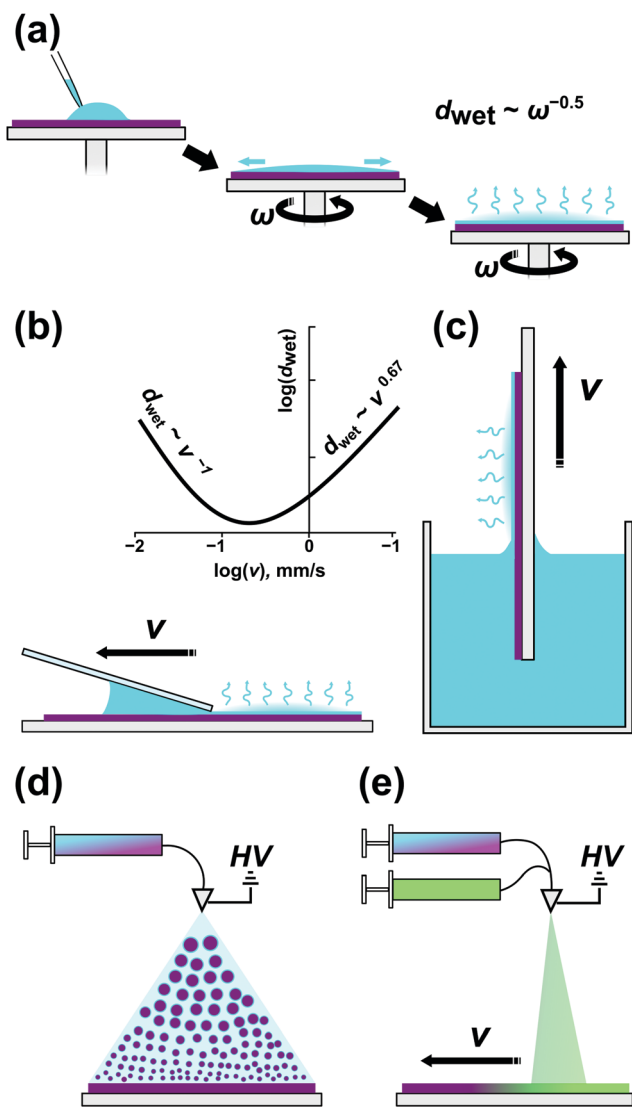 (a)
d_wet ~ ω^−0.5
ω
ω
(b)
log(d_wet)
d_wet ~ v^−1
d_wet ~ v^0.67
−2 −1 0 −1
log(v), mm/s
v
(c)
v
(d)
HV
(e)
HV
v